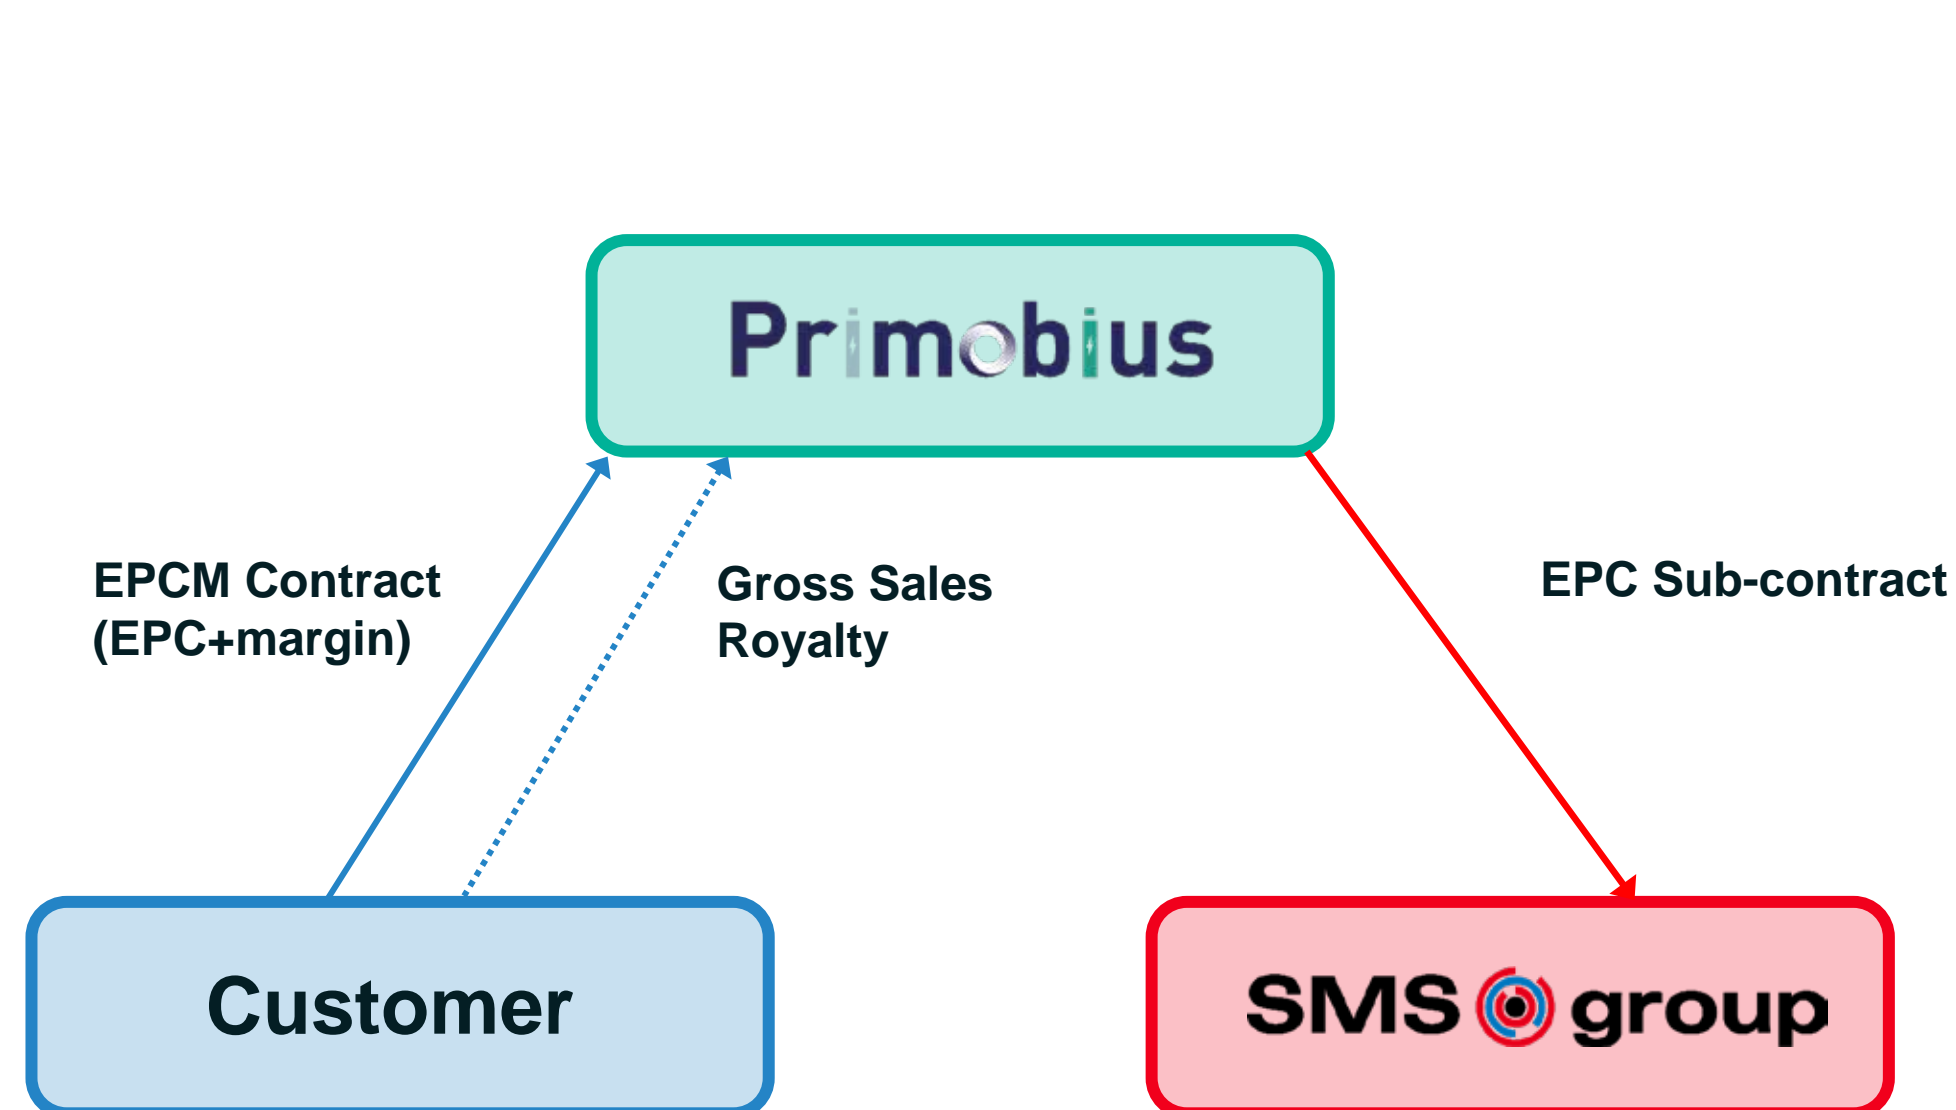 Primobius
EPCM Contract
(EPC+margin)
Gross Sales
Royalty
EPC Sub-contract
Customer
SMS group